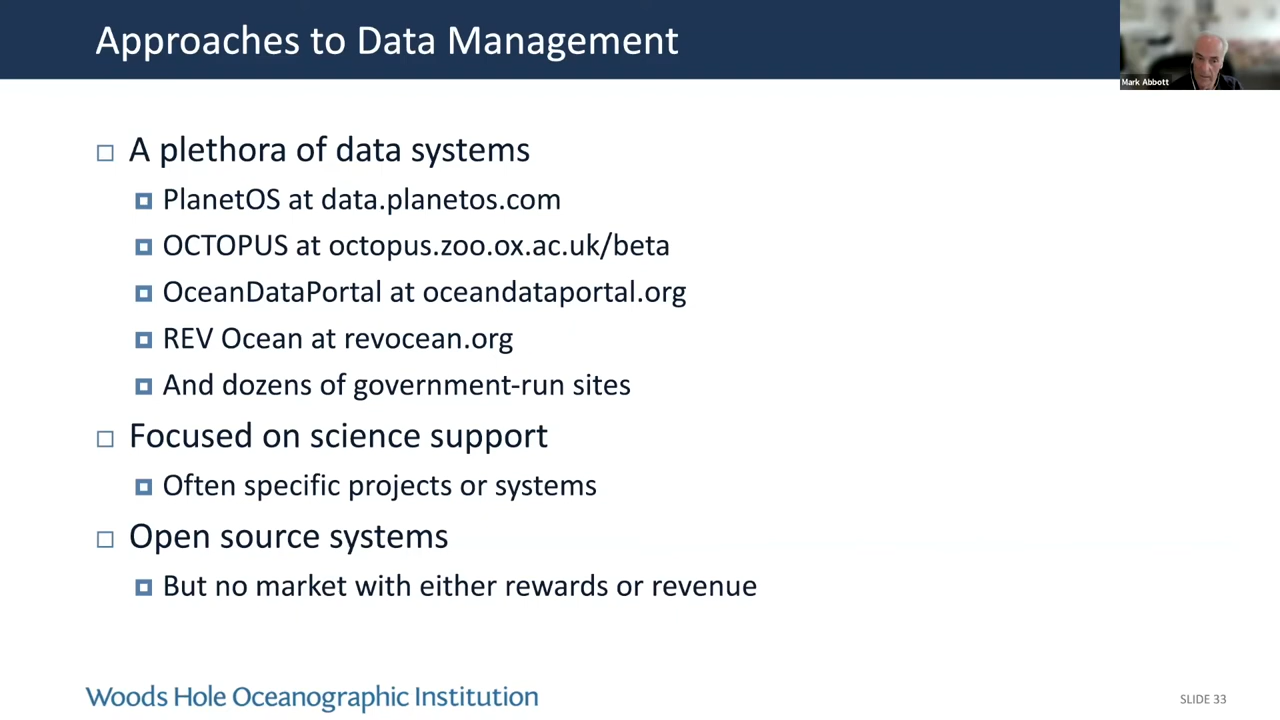 Approaches to Data Management
Mark Abbott
A plethora of data systems
PlanetOS at data.planetos.com
OCTOPUS at octopus.zoo.ox.ac.uk/beta
OceanDataPortal at oceandataportal.org
REV Ocean at revocean.org
And dozens of government-run sites
Focused on science support
Often specific projects or systems
Open source systems
But no market with either rewards or revenue
Woods Hole Oceanographic Institution
SLIDE 33